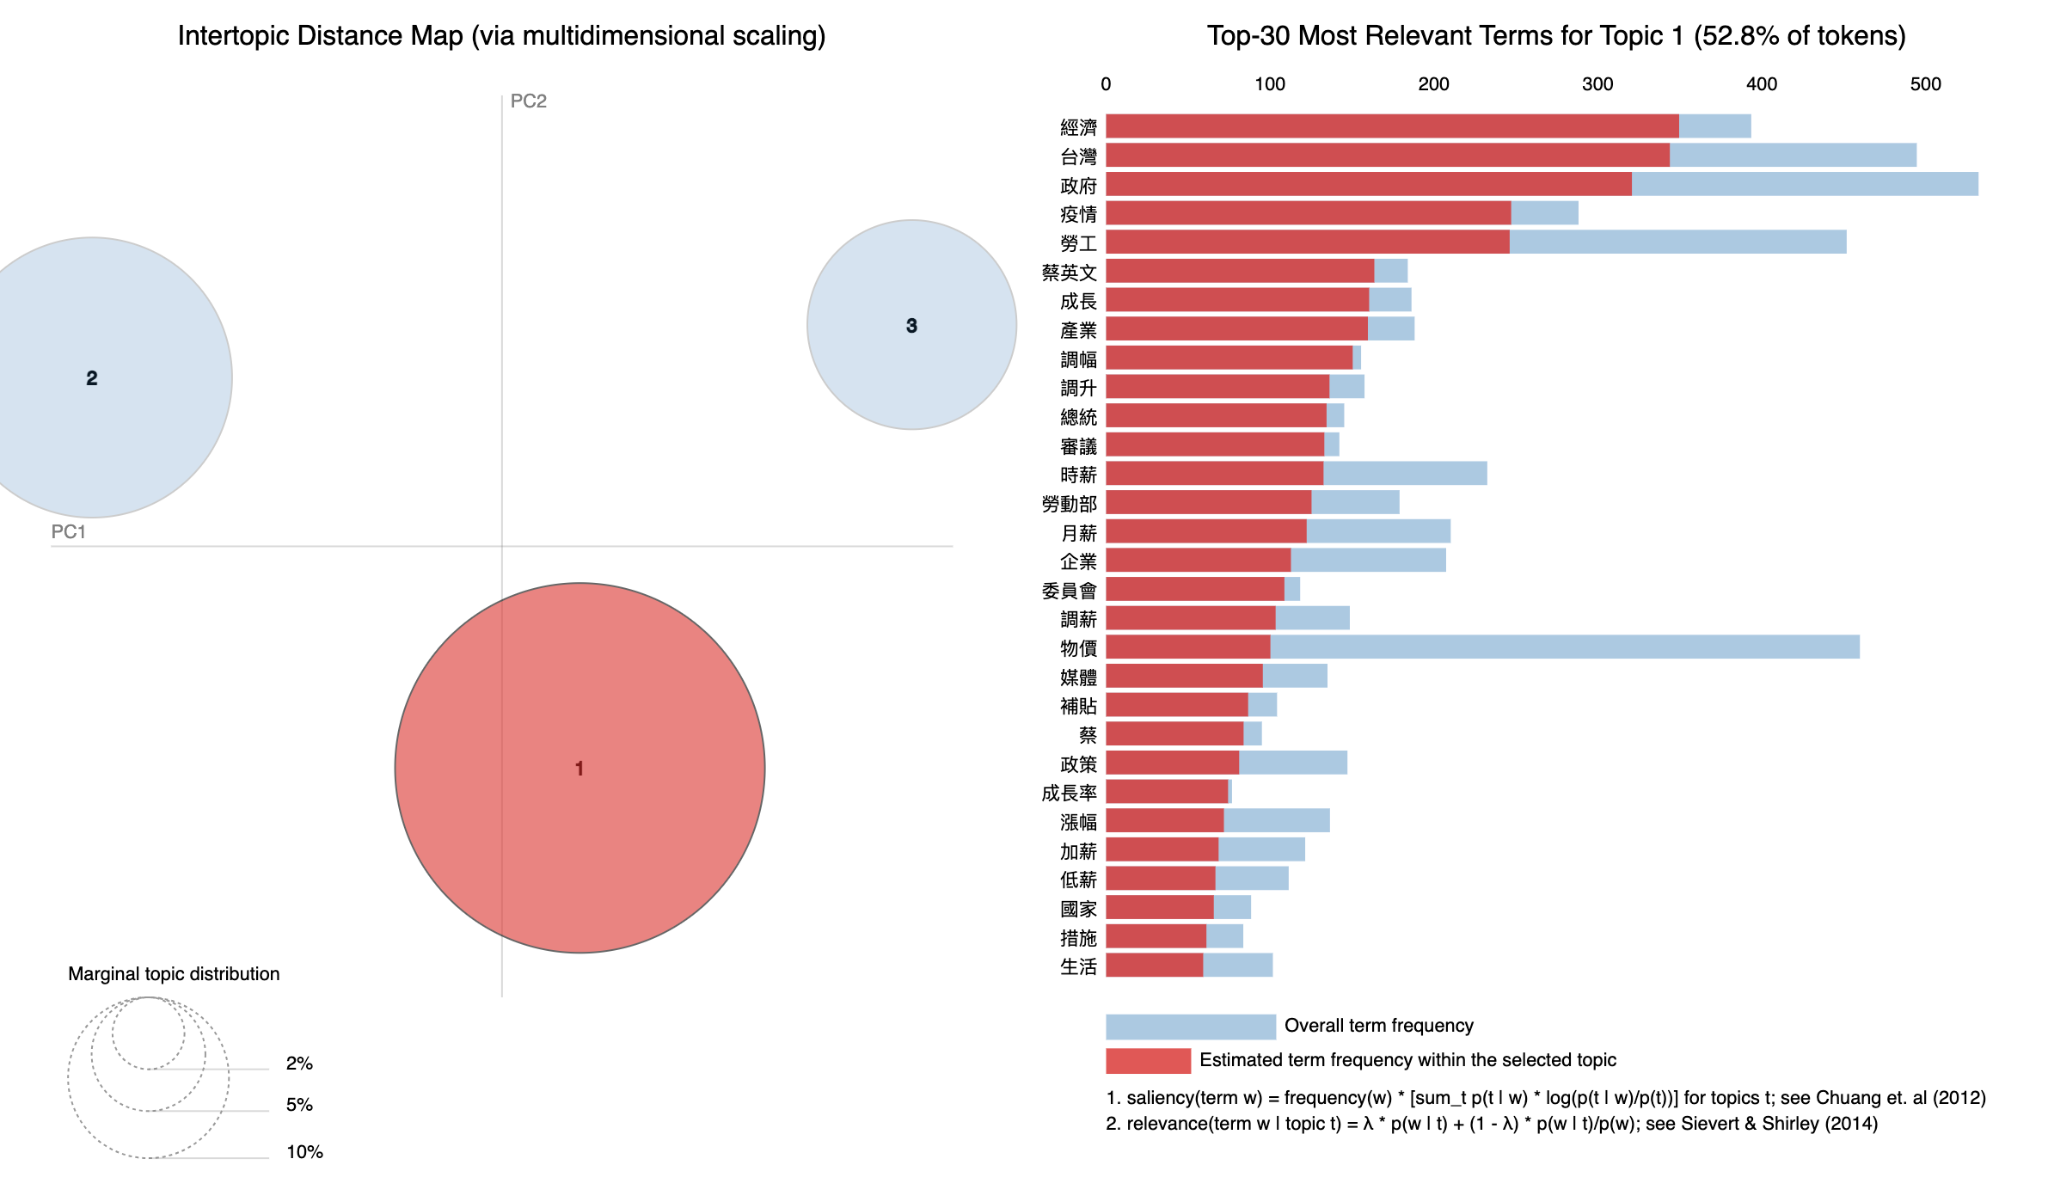 Intertopic Distance Map (via multidimensional scaling)
PC2
PC1
2
3
1
Marginal topic distribution
2%
5%
10%
Top-30 Most Relevant Terms for Topic 1 (52.8% of tokens)
0 100 200 300 400 500
經濟
台灣
政府
疫情
勞工
蔡英文
成長
產業
調幅
調升
總統
審議
時薪
勞動部
月薪
企業
委員會
調薪
物價
媒體
補貼
蔡
政策
成長率
漲幅
加薪
低薪
國家
措施
生活
Overall term frequency
Estimated term frequency within the selected topic
1. saliency(term w) = frequency(w) * [sum_t p(t | w) * log(p(t | w)/p(t))] for topics t; see Chuang et. al (2012)
2. relevance(term w | topic t) = λ * p(w | t) + (1 - λ) * p(w | t)/p(w); see Sievert & Shirley (2014)